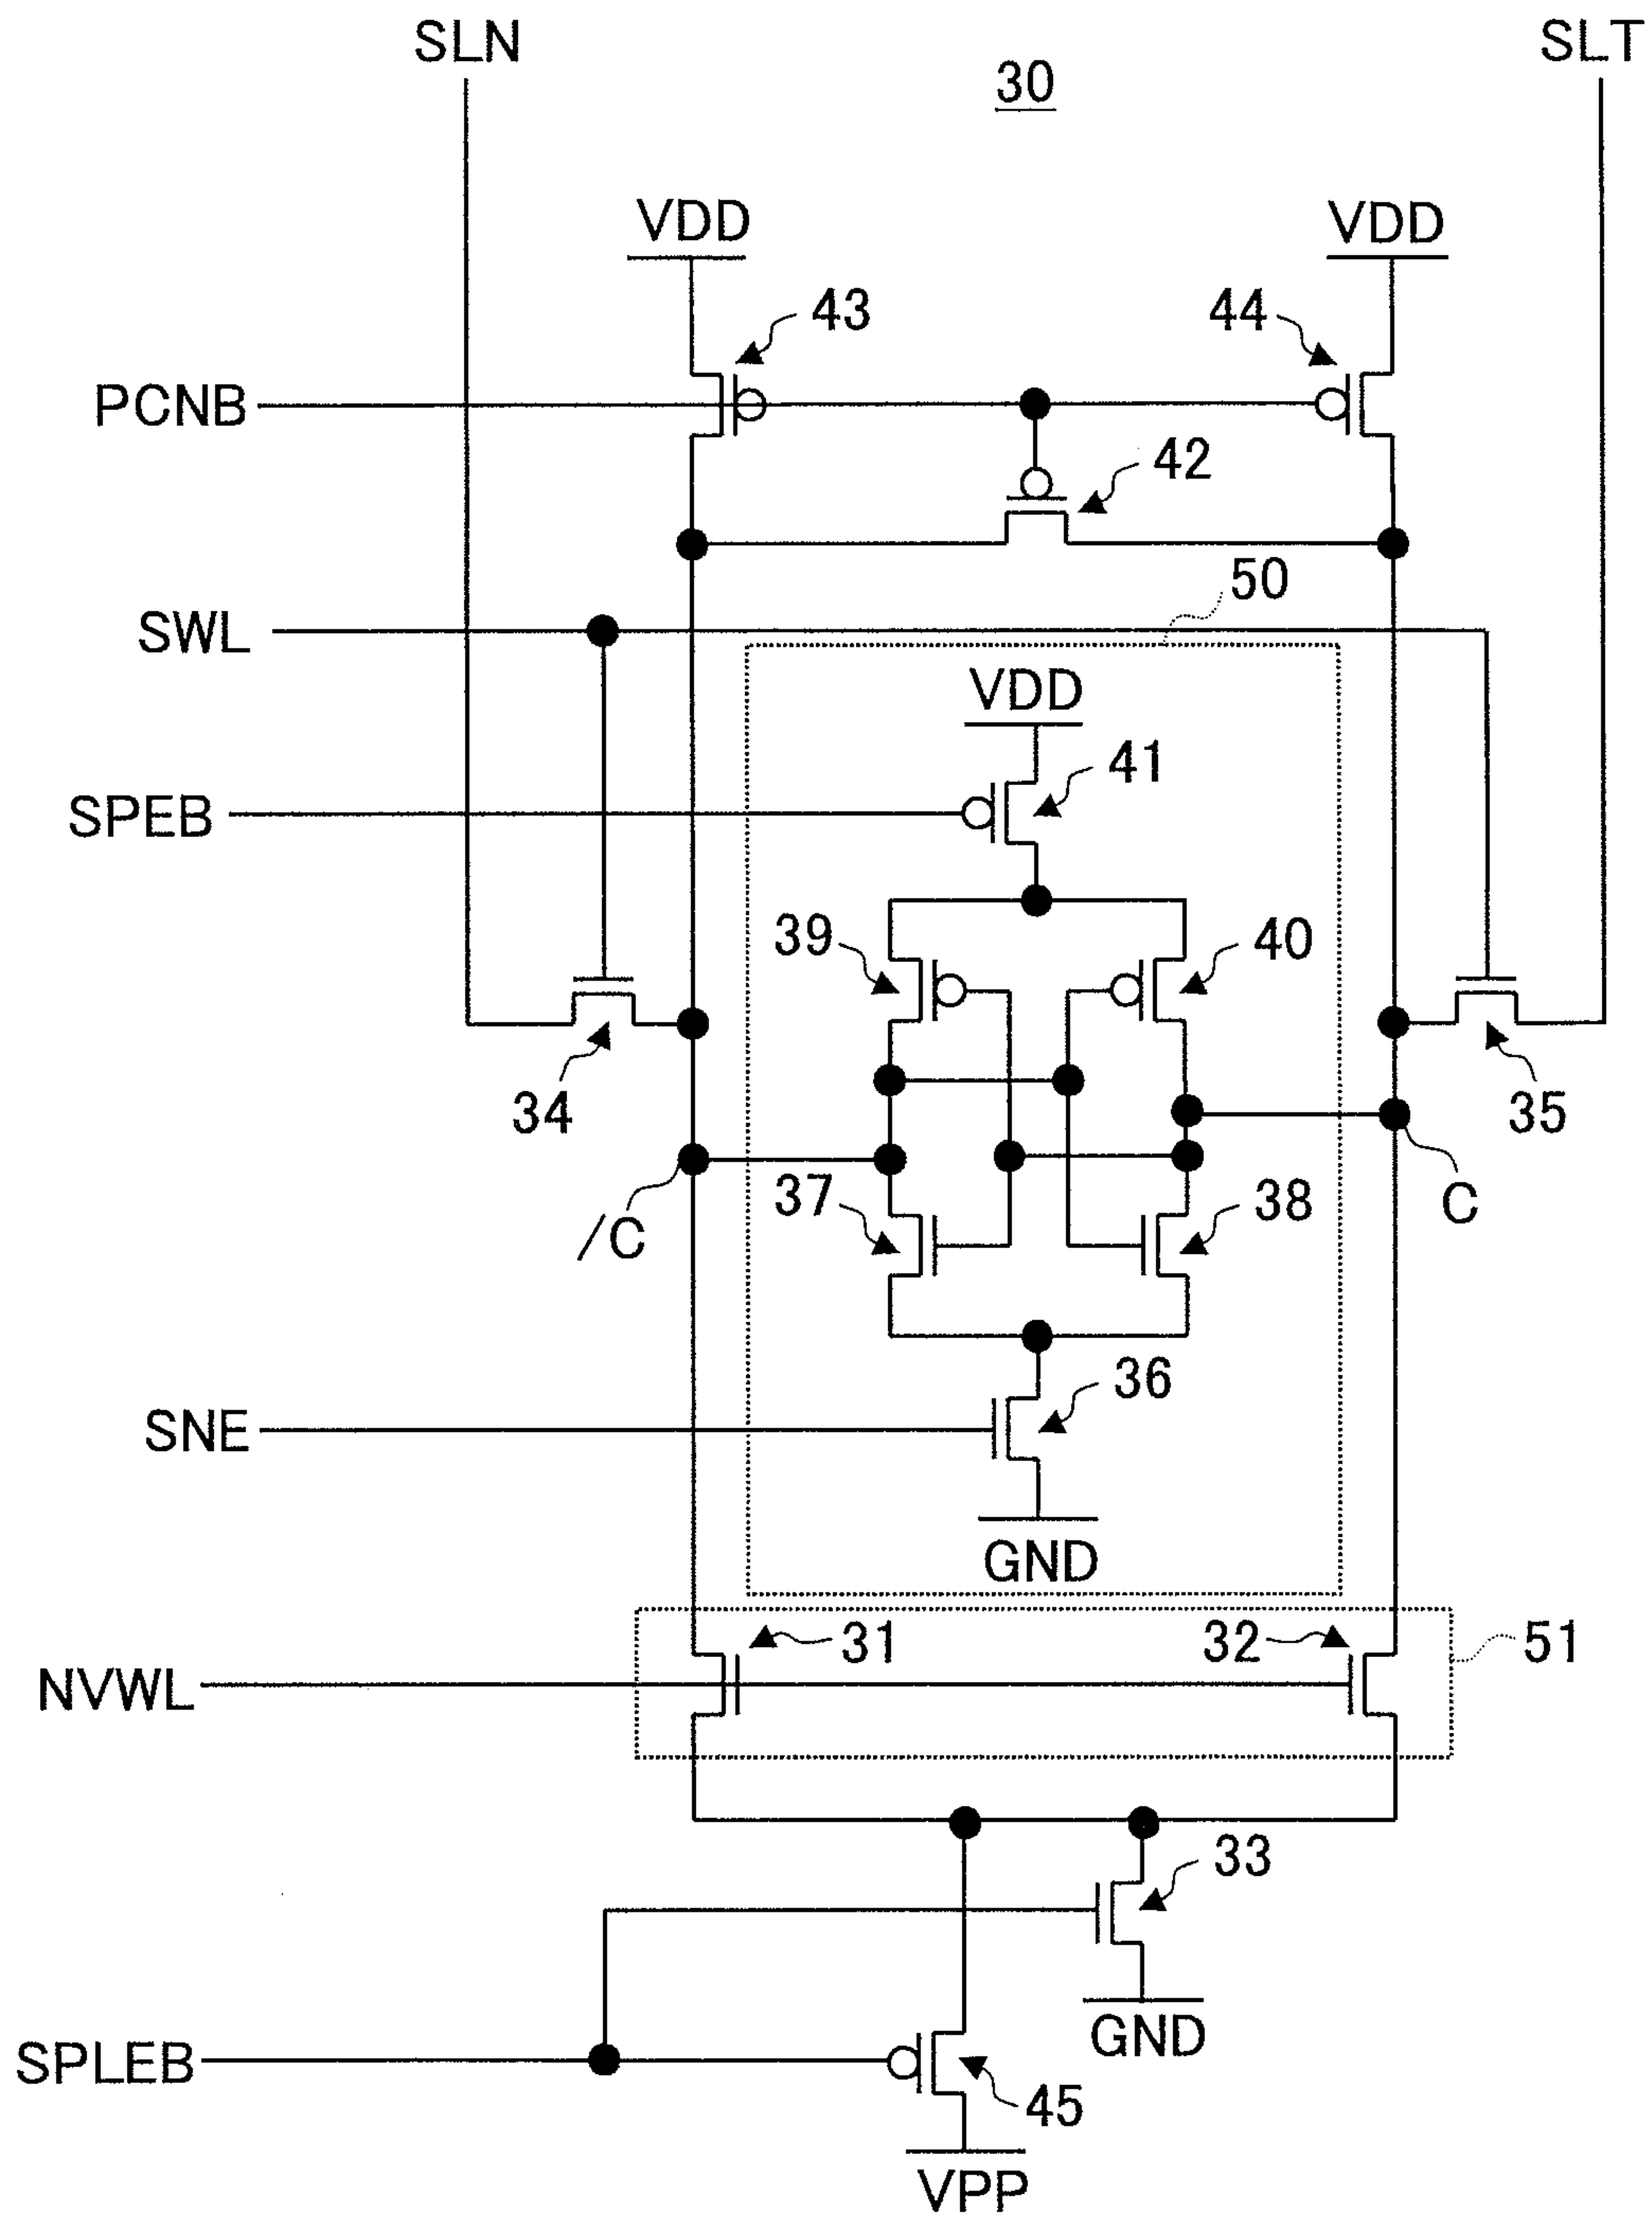 SLN
SLT
30
VDD
VDD
43
44
PCNB
42
50
SWL
VDD
41
SPEB
39
40
34
35
37
38
/C
C
36
SNE
GND
31
32
51
NVWL
33
GND
SPLEB
45
VPP